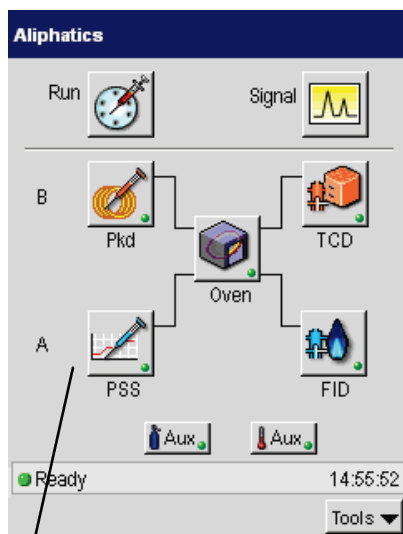 Aliphatics
Run Signal
B
Pkd TCD
Oven
A
PSS FID
Aux Aux
Ready 14:55:52
Tools